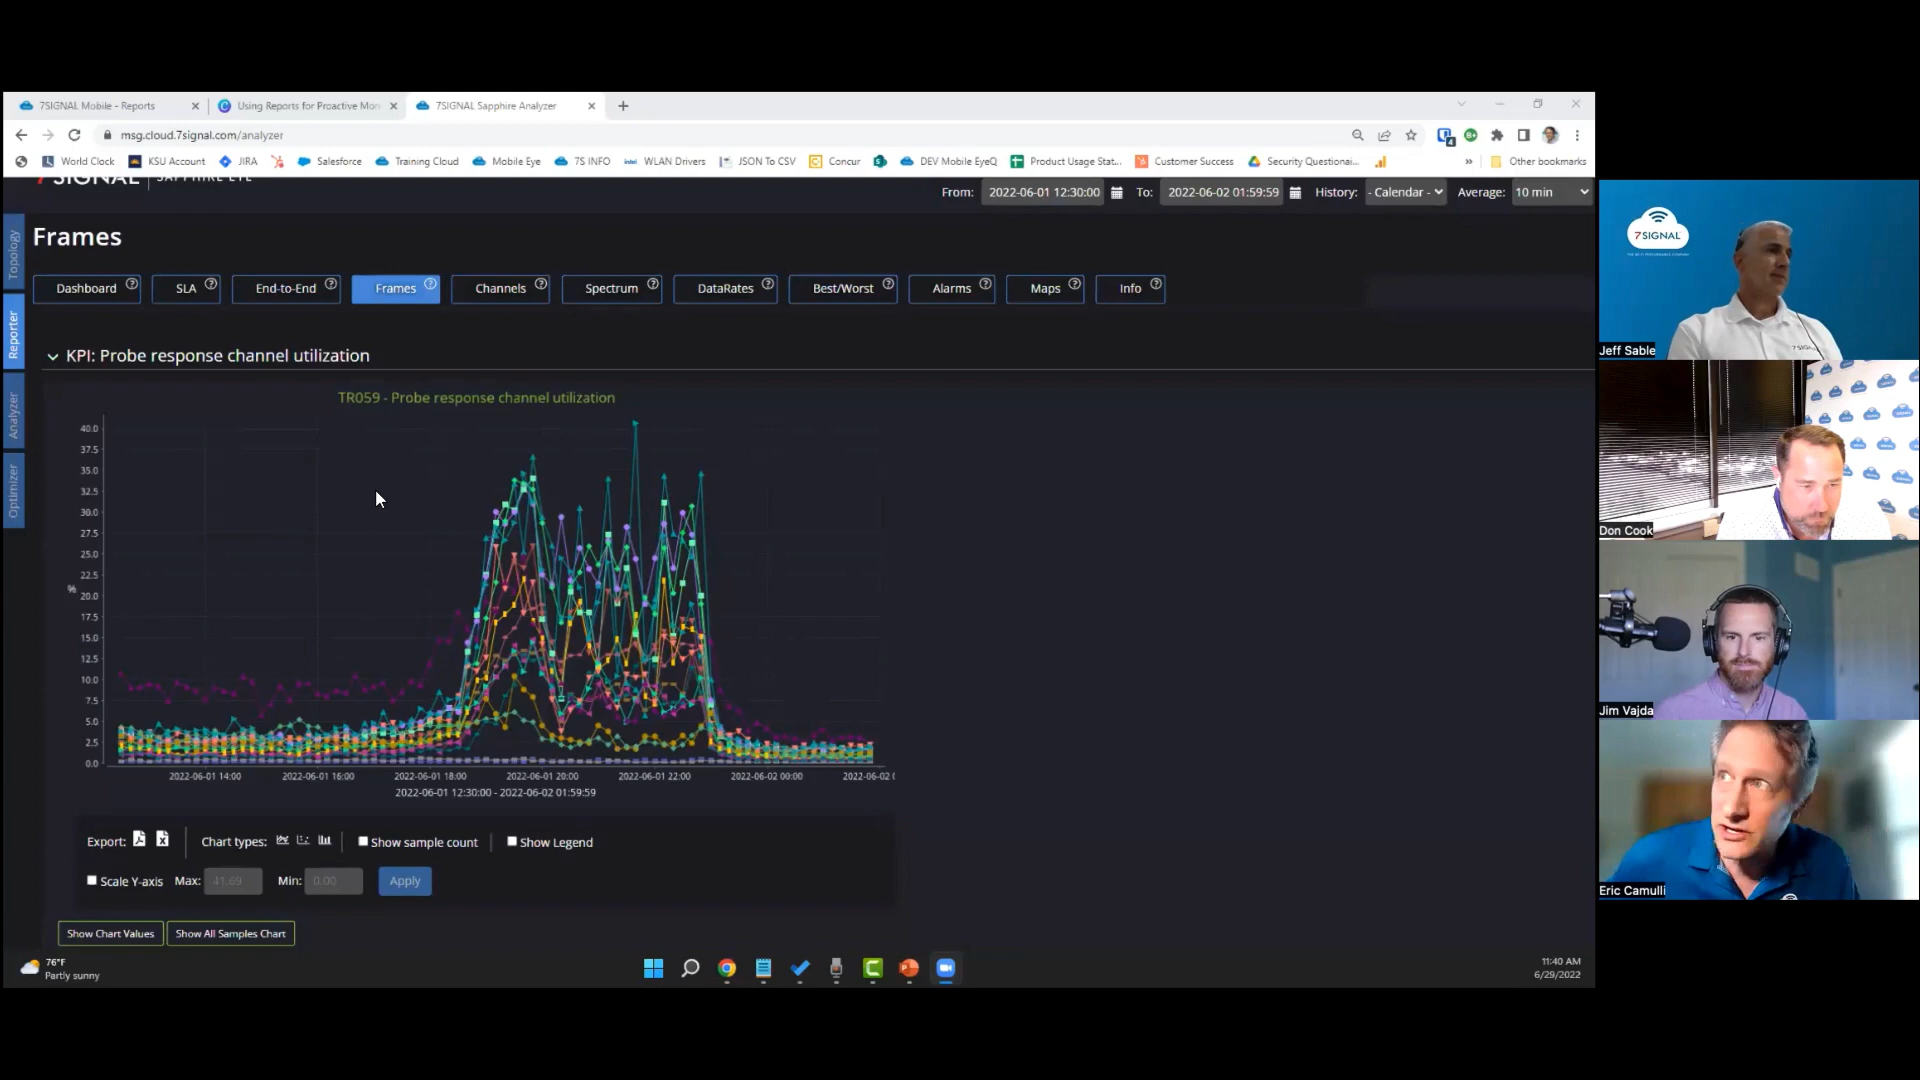 7SIGNAL Mobile - Reports
Using Reports for Proactive Mon
7SIGNAL Sapphire Analyzer
msg.cloud.7signal.com/analyzer
World Clock
KSU Account
JIRA
Salesforce
Training Cloud
Mobile Eye
7S INFO
WLAN Drivers
JSON To CSV
Concur
DEV Mobile EyeQ
Product Usage Stat...
Customer Success
Security Questionai...
»
Other bookmarks
7SIGNAL | SAPPHIRE EYE
From: 2022-06-01 12:30:00 To: 2022-06-02 01:59:59 History: - Calendar - Average: 10 min
Topology
Reporter
Analyzer
Optimizer
Frames
Dashboard SLA End-to-End Frames Channels Spectrum DataRates Best/Worst Alarms Maps Info
KPI: Probe response channel utilization
TR059 - Probe response channel utilization
40.0
37.5
35.0
32.5
30.0
27.5
25.0
22.5
20.0
17.5
15.0
12.5
10.0
7.5
5.0
2.5
0.0
%
2022-06-01 14:00 2022-06-01 16:00 2022-06-01 18:00 2022-06-01 20:00 2022-06-01 22:00 2022-06-02 00:00 2022-06-02 0
2022-06-01 12:30:00 - 2022-06-02 01:59:59
Export: Chart types: Show sample count Show Legend
Scale Y-axis Max: 41.69 Min: 0.00 Apply
Show Chart Values Show All Samples Chart
76°F
Partly sunny
11:40 AM
6/29/2022
7SIGNAL
Jeff Sable
Don Cook
Jim Vajda
Eric Camulli